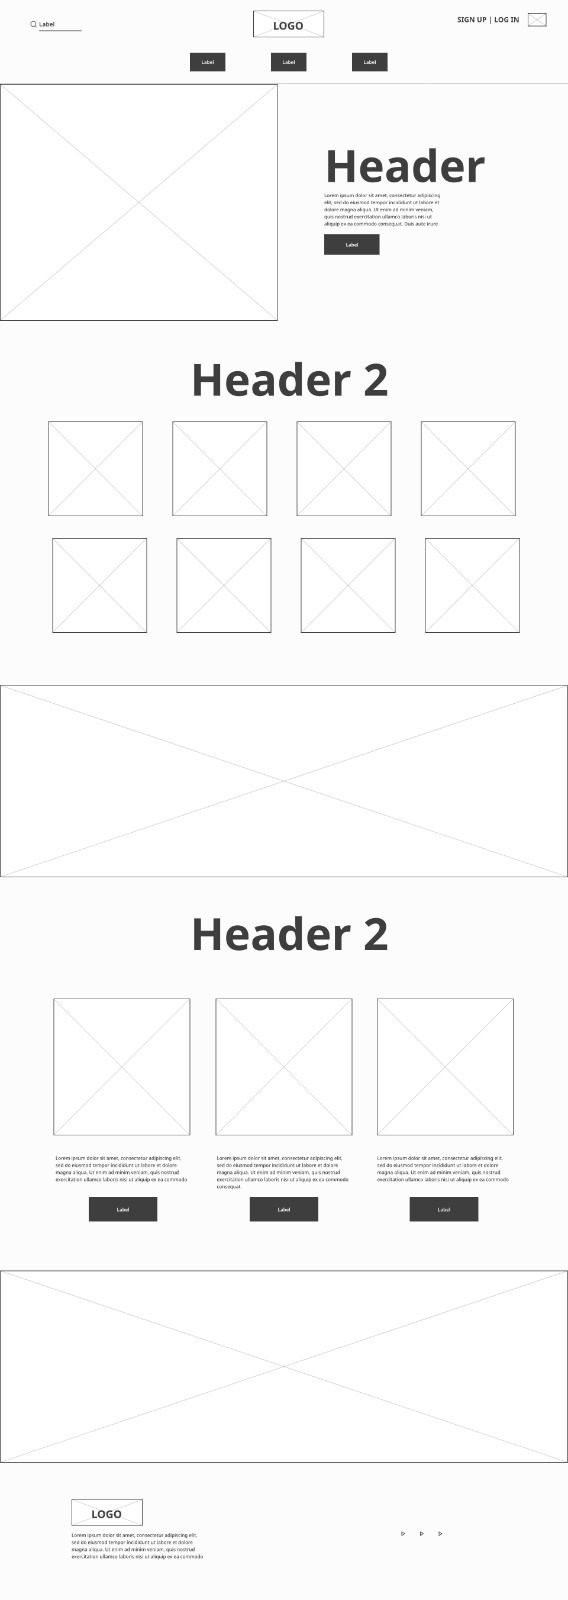 Label
LOGO
SIGN UP | LOG IN
Label
Label
Label
Header
Lorem ipsum dolor sit amet, consectetur adipiscing
elit, sed do eiusmod tempor incididunt ut labore et
dolore magna aliqua. Ut enim ad minim veniam,
quis nostrud exercitation ullamco laboris nisi ut
aliquip ex ea commodo consequat. Duis aute irure
Label
Header 2
Header 2
Lorem ipsum dolor sit amet, consectetur adipiscing elit,
sed do eiusmod tempor incididunt ut labore et dolore
magna aliqua. Ut enim ad minim veniam, quis nostrud
exercitation ullamco laboris nisi ut aliquip ex ea commodo
Label
Lorem ipsum dolor sit amet, consectetur adipiscing elit,
sed do eiusmod tempor incididunt ut labore et dolore
magna aliqua. Ut enim ad minim veniam, quis nostrud
exercitation ullamco laboris nisi ut aliquip ex ea commodo
consequat.
Label
Lorem ipsum dolor sit amet, consectetur adipiscing elit,
sed do eiusmod tempor incididunt ut labore et dolore
magna aliqua. Ut enim ad minim veniam, quis nostrud
exercitation ullamco laboris nisi ut aliquip ex ea commodo
Label
LOGO
Lorem ipsum dolor sit amet, consectetur adipiscing elit,
sed do eiusmod tempor incididunt ut labore et dolore
magna aliqua. Ut enim ad minim veniam, quis nostrud
exercitation ullamco laboris nisi ut aliquip ex ea commodo